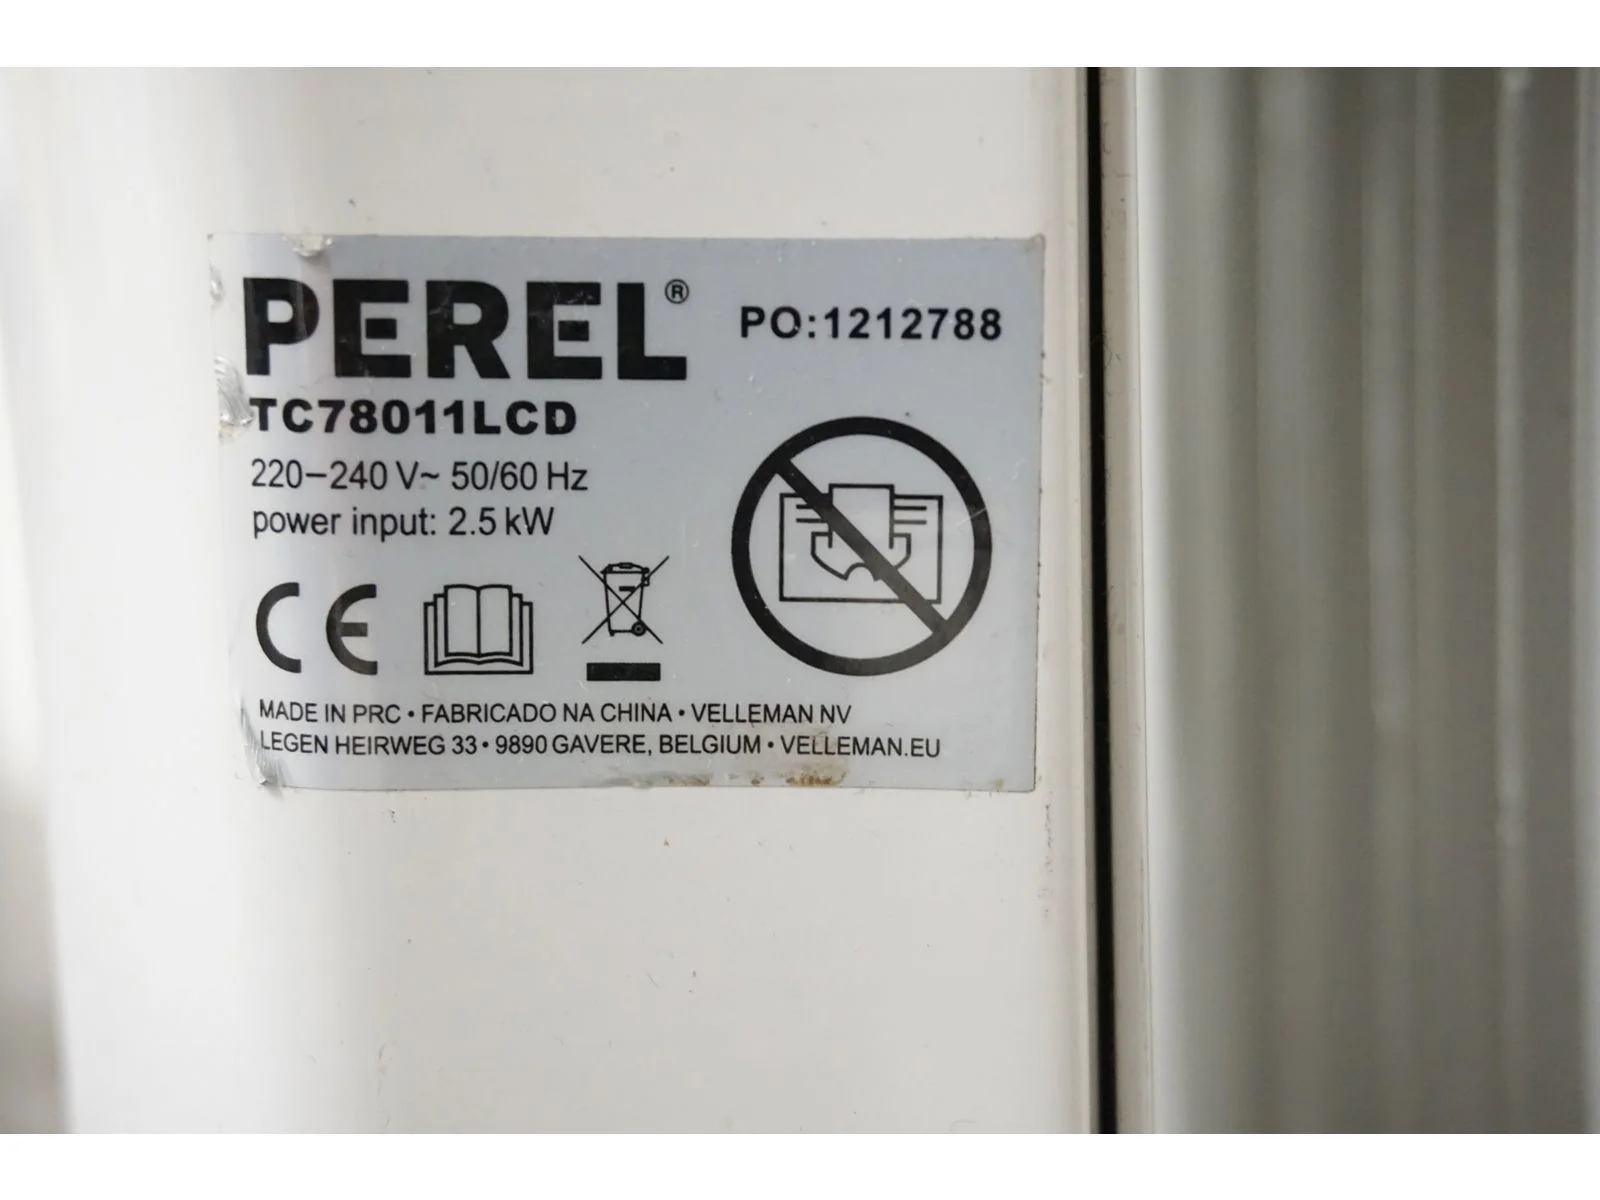 PEREL®
PO:1212788
TC78011LCD
220–240 V~ 50/60 Hz
power input: 2.5 kW
CE
MADE IN PRC • FABRICADO NA CHINA • VELLEMAN NV
LEGEN HEIRWEG 33 • 9890 GAVERE, BELGIUM • VELLEMAN.EU